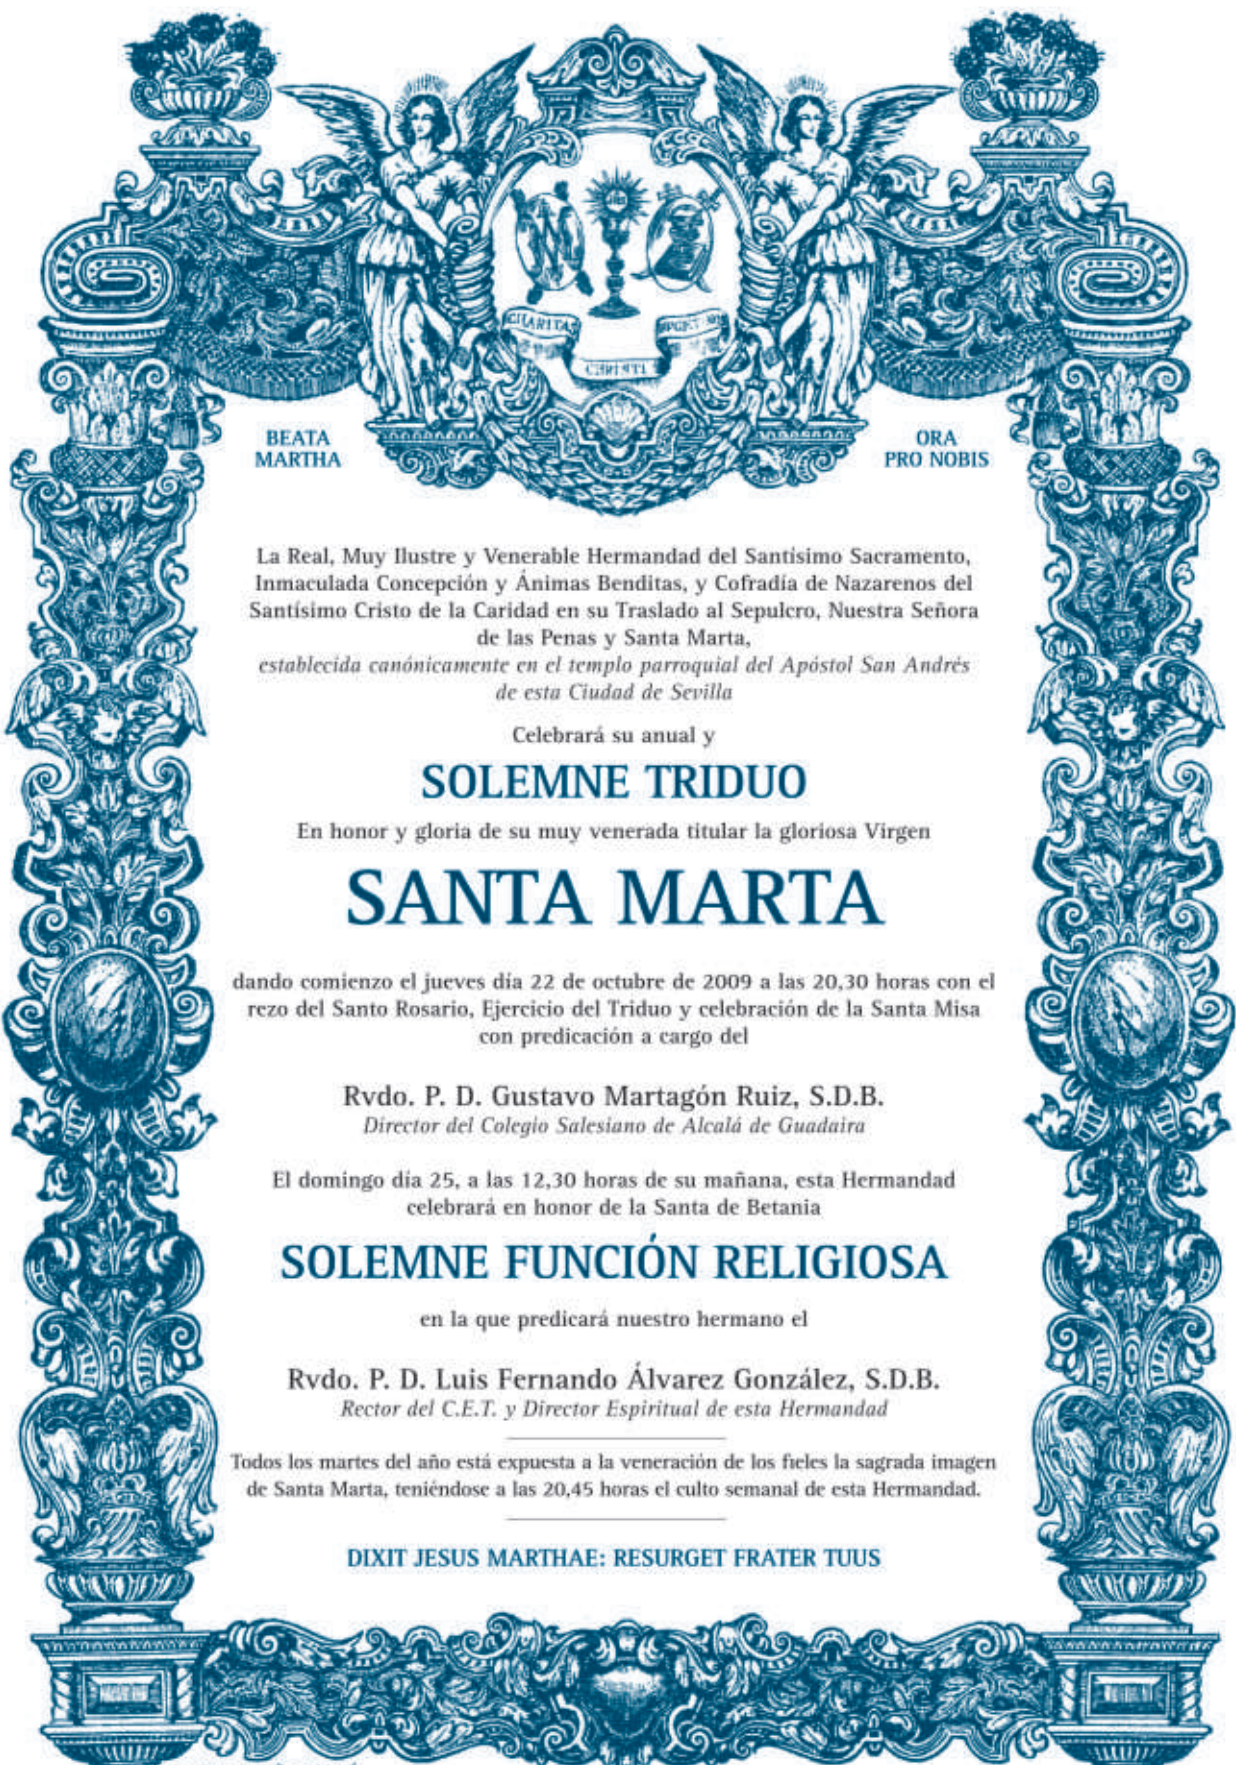 CHARITAS
CHRISTI
BEATA
MARTHA
ORA
PRO NOBIS
La Real, Muy Ilustre y Venerable Hermandad del Santísimo Sacramento,
Inmaculada Concepción y Ánimas Benditas, y Cofradía de Nazarenos del
Santísimo Cristo de la Caridad en su Traslado al Sepulcro, Nuestra Señora
de las Penas y Santa Marta,
establecida canónicamente en el templo parroquial del Apóstol San Andrés
de esta Ciudad de Sevilla
Celebrará su anual y
SOLEMNE TRIDUO
En honor y gloria de su muy venerada titular la gloriosa Virgen
SANTA MARTA
dando comienzo el jueves día 22 de octubre de 2009 a las 20,30 horas con el
rezo del Santo Rosario, Ejercicio del Triduo y celebración de la Santa Misa
con predicación a cargo del
Rvdo. P. D. Gustavo Martagón Ruiz, S.D.B.
Director del Colegio Salesiano de Alcalá de Guadaira
El domingo día 25, a las 12,30 horas de su mañana, esta Hermandad
celebrará en honor de la Santa de Betania
SOLEMNE FUNCIÓN RELIGIOSA
en la que predicará nuestro hermano el
Rvdo. P. D. Luis Fernando Álvarez González, S.D.B.
Rector del C.E.T. y Director Espiritual de esta Hermandad
Todos los martes del año está expuesta a la veneración de los fieles la sagrada imagen
de Santa Marta, teniéndose a las 20,45 horas el culto semanal de esta Hermandad.
DIXIT JESUS MARTHAE: RESURGET FRATER TUUS